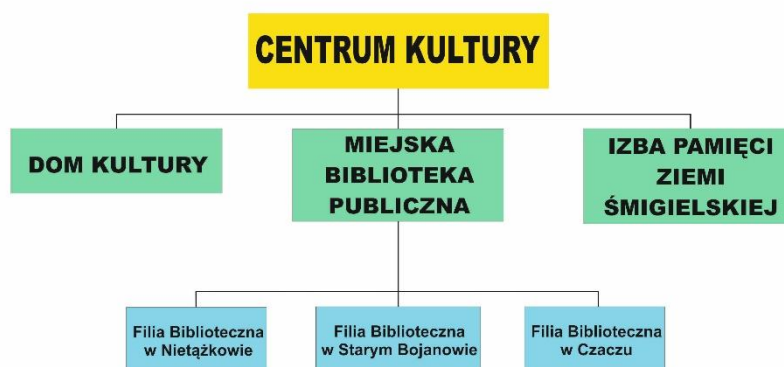 CENTRUM KULTURY
DOM KULTURY
MIEJSKA
BIBLIOTEKA
PUBLICZNA
IZBA PAMIĘCI
ZIEMI
ŚMIGIELSKIEJ
Filia Biblioteczna
w Nietążkowie
Filia Biblioteczna
w Starym Bojanowie
Filia Biblioteczna
w Czaczu